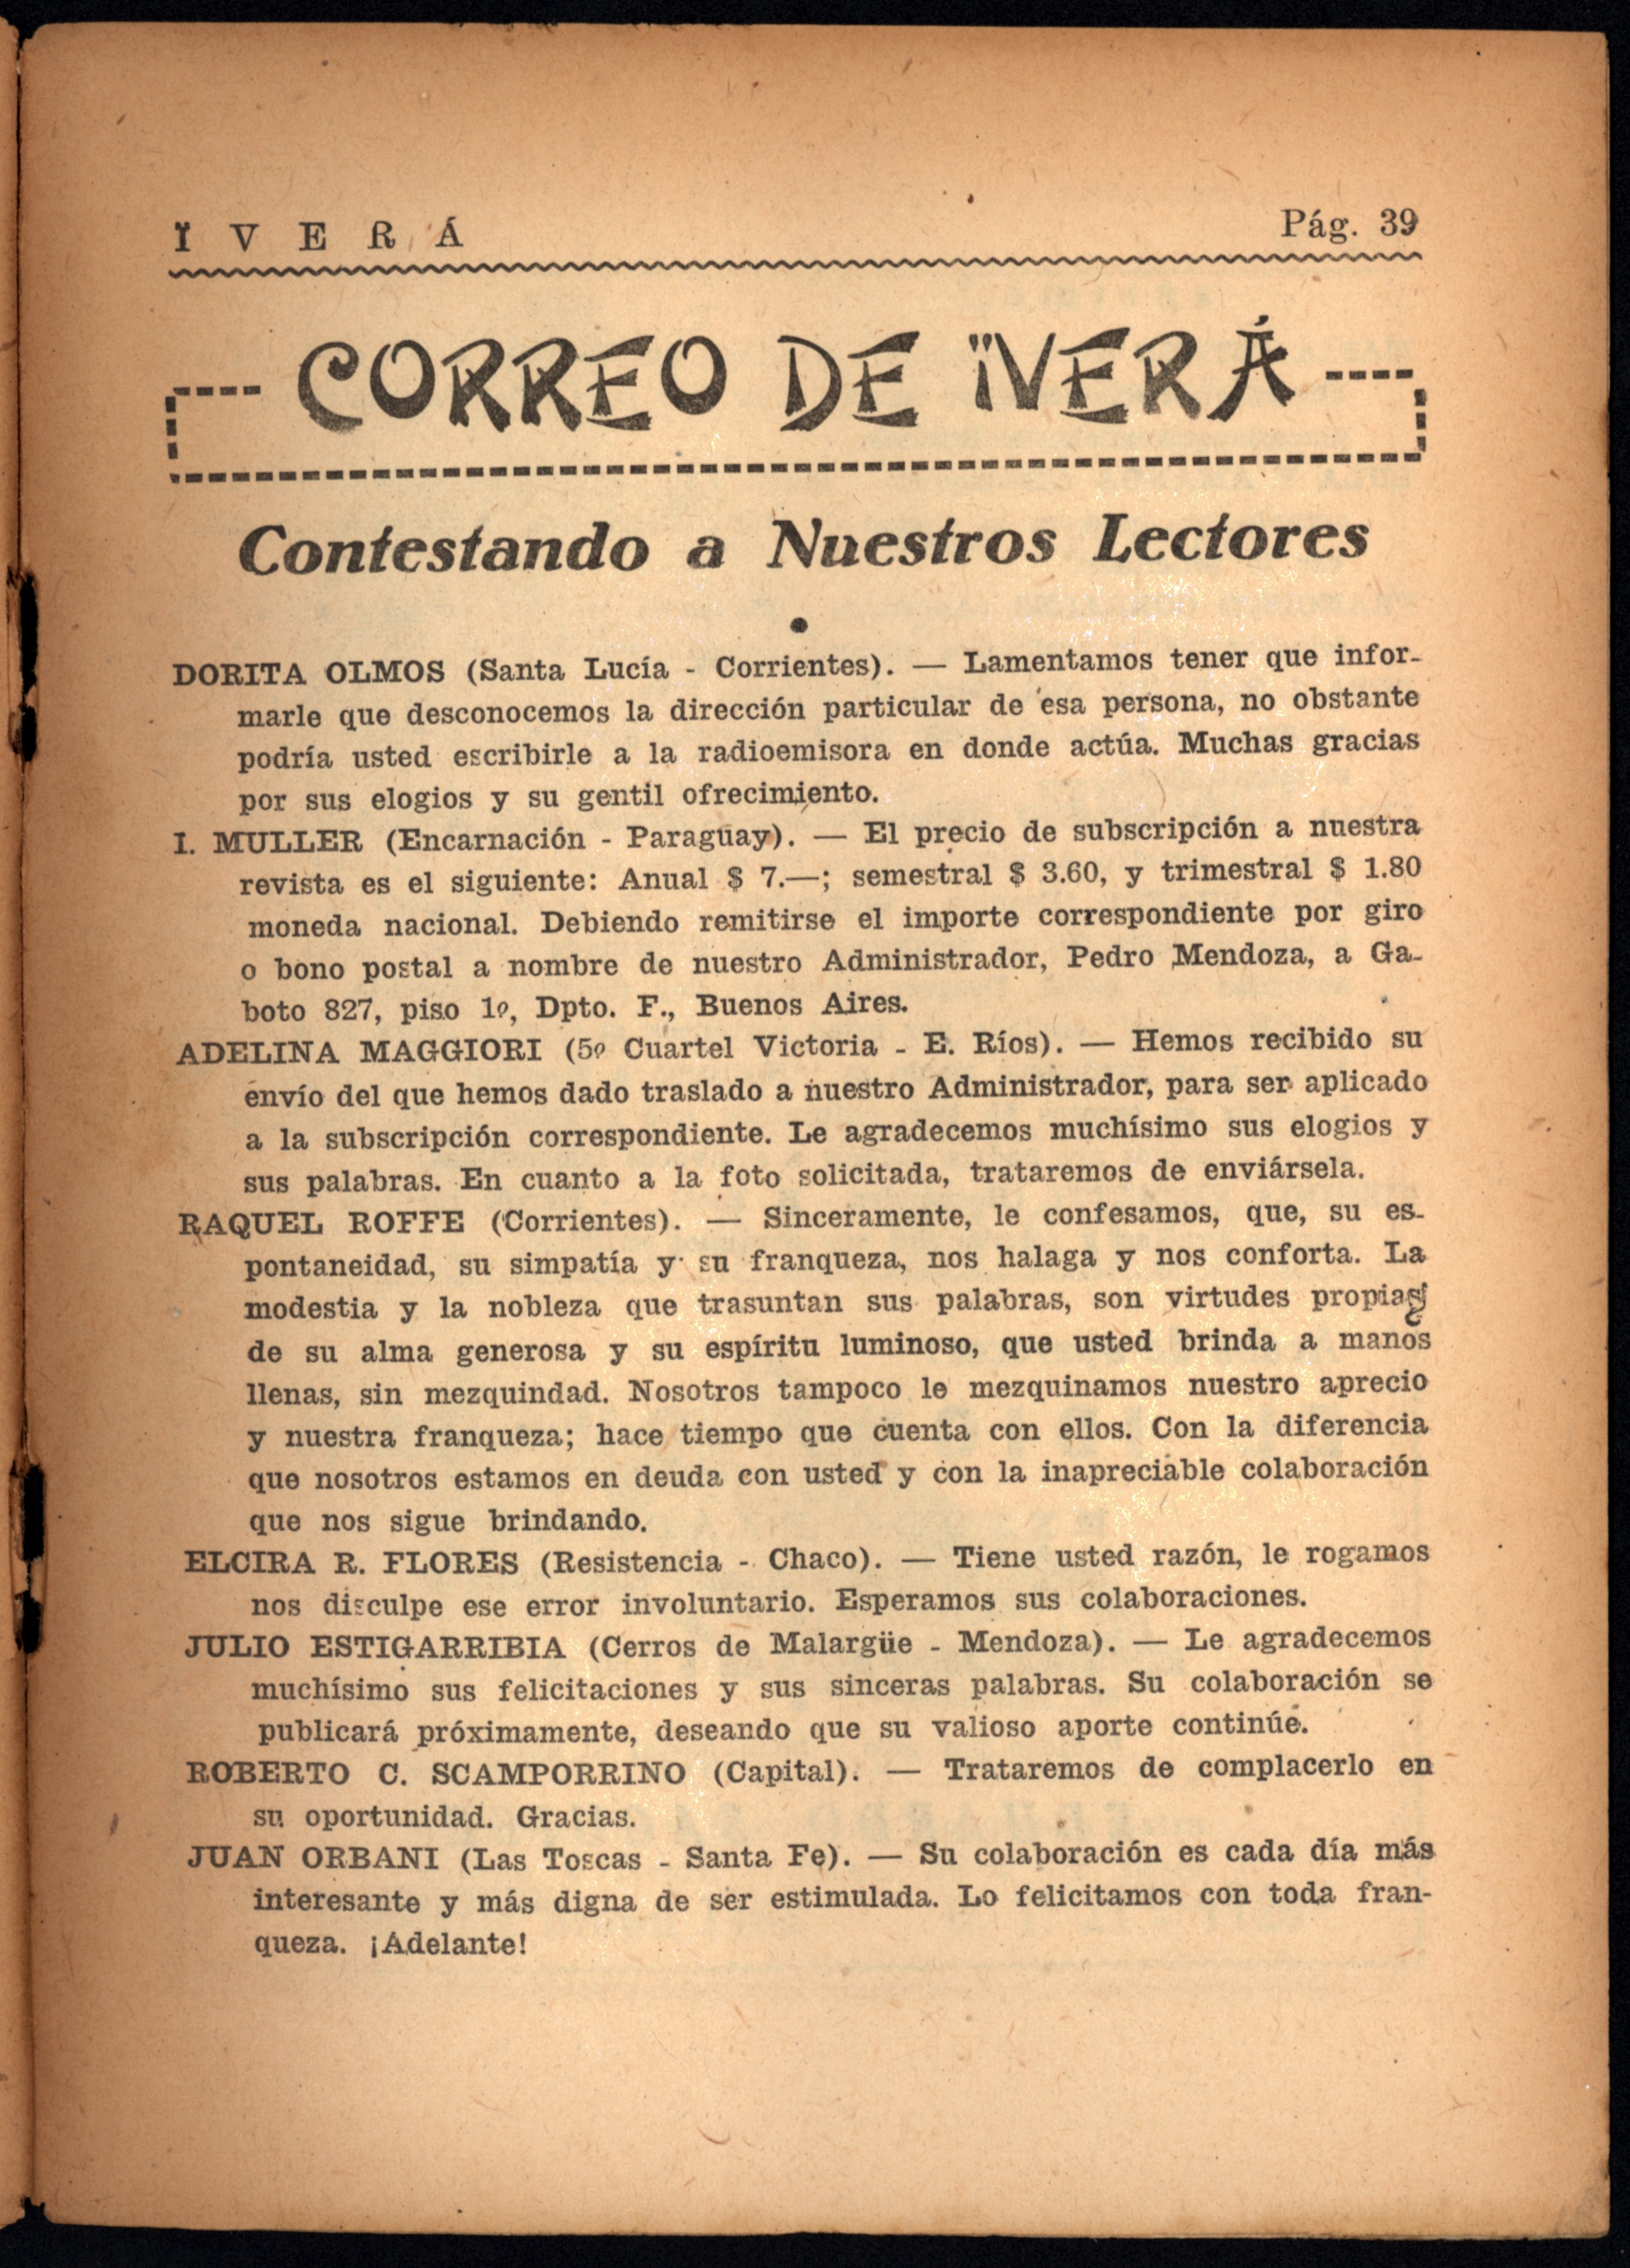 Ï V E R Á
Pág. 39
CORREO DE ÏVERÁ
Contestando a Nuestros Lectores
DORITA OLMOS (Santa Lucía - Corrientes). — Lamentamos tener que infor-
marle que desconocemos la dirección particular de esa persona, no obstante
podría usted escribirle a la radioemisora en donde actúa. Muchas gracias
por sus elogios y su gentil ofrecimiento.
I. MULLER (Encarnación - Paraguay). — El precio de subscripción a nuestra
revista es el siguiente: Anual $ 7.—; semestral $ 3.60, y trimestral $ 1.80
moneda nacional. Debiendo remitirse el importe correspondiente por giro
o bono postal a nombre de nuestro Administrador, Pedro Mendoza, a Ga-
boto 827, piso 1º, Dpto. F., Buenos Aires.
ADELINA MAGGIORI (5º Cuartel Victoria - E. Ríos). — Hemos recibido su
envío del que hemos dado traslado a nuestro Administrador, para ser aplicado
a la subscripción correspondiente. Le agradecemos muchísimo sus elogios y
sus palabras. En cuanto a la foto solicitada, trataremos de enviársela.
RAQUEL ROFFE (Corrientes). — Sinceramente, le confesamos, que, su es-
pontaneidad, su simpatía y su franqueza, nos halaga y nos conforta. La
modestia y la nobleza que trasuntan sus palabras, son virtudes propias
de su alma generosa y su espíritu luminoso, que usted brinda a manos
llenas, sin mezquindad. Nosotros tampoco le mezquinamos nuestro aprecio
y nuestra franqueza; hace tiempo que cuenta con ellos. Con la diferencia
que nosotros estamos en deuda con usted y con la inapreciable colaboración
que nos sigue brindando.
ELCIRA R. FLORES (Resistencia - Chaco). — Tiene usted razón, le rogamos
nos disculpe ese error involuntario. Esperamos sus colaboraciones.
JULIO ESTIGARRIBIA (Cerros de Malargüe - Mendoza). — Le agradecemos
muchísimo sus felicitaciones y sus sinceras palabras. Su colaboración se
publicará próximamente, deseando que su valioso aporte continúe.
ROBERTO C. SCAMPORRINO (Capital). — Trataremos de complacerlo en
su oportunidad. Gracias.
JUAN ORBANI (Las Toscas - Santa Fe). — Su colaboración es cada día más
interesante y más digna de ser estimulada. Lo felicitamos con toda fran-
queza. ¡Adelante!